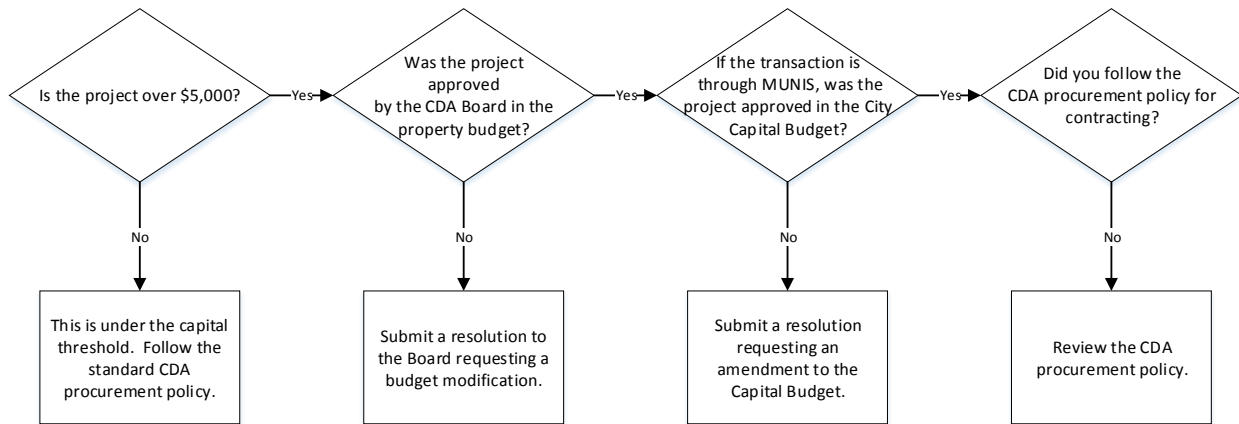 Is the project over $5,000?
Yes
Was the project
approved
by the CDA Board in the
property budget?
Yes
If the transaction is
through MUNIS, was the
project approved in the City
Capital Budget?
Yes
Did you follow the
CDA procurement policy for
contracting?
No
No
No
No
This is under the capital
threshold.  Follow the
standard CDA
procurement policy.
Submit a resolution to
the Board requesting a
budget modification.
Submit a resolution
requesting an
amendment to the
Capital Budget.
Review the CDA
procurement policy.